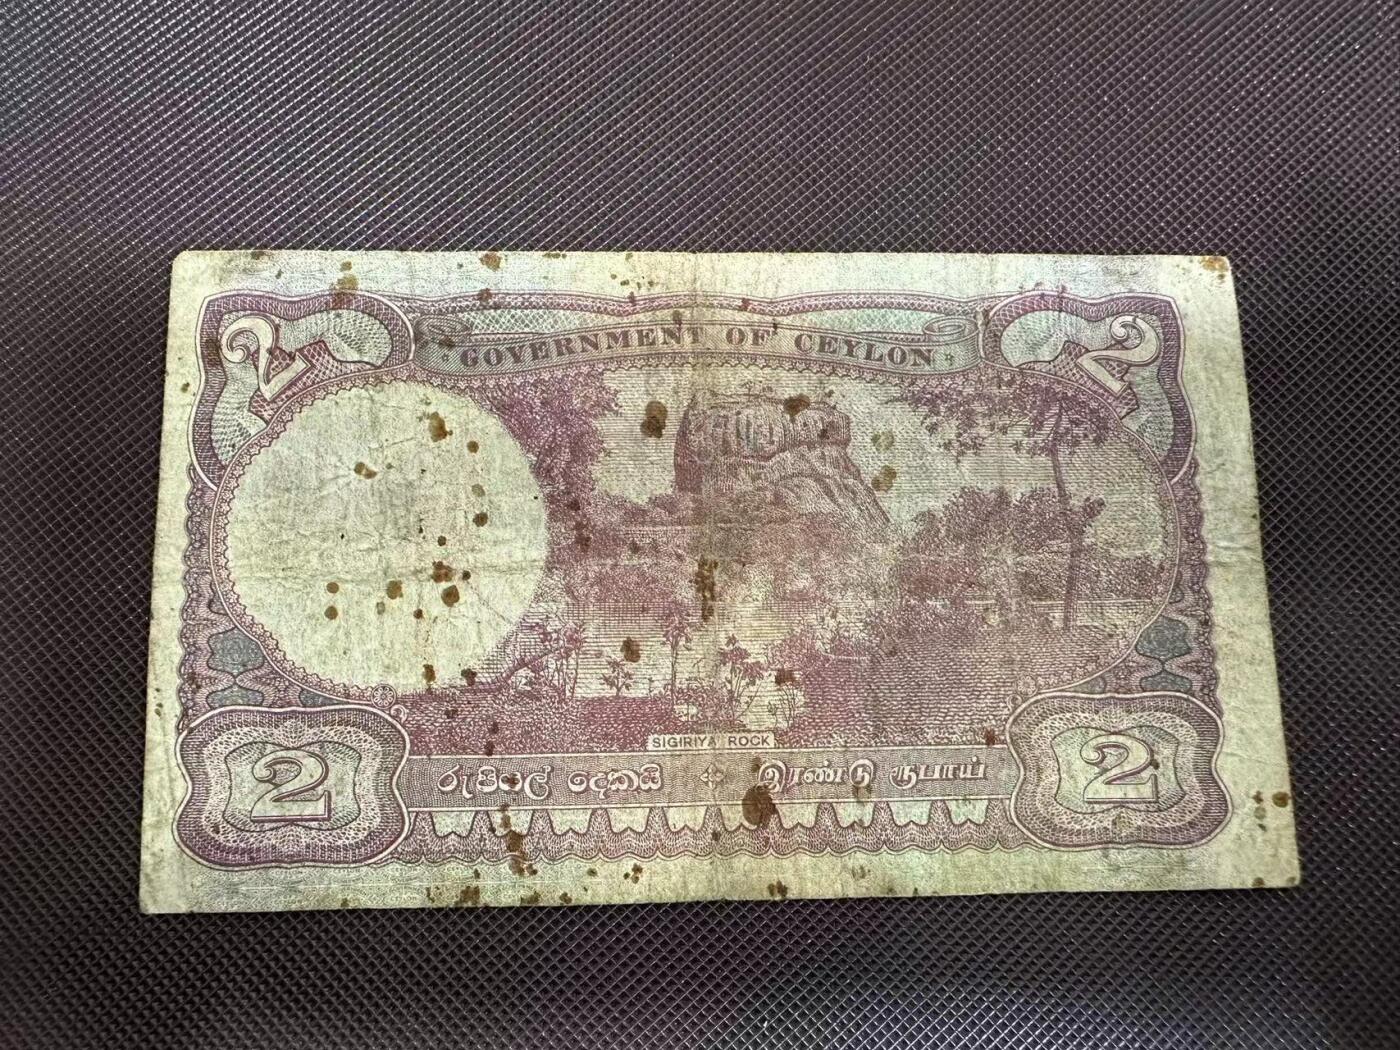 2 GOVERNMENT OF CEYLON 2
SIGIRIYA ROCK
2 රුපියල් දෙකයි இரண்டு ரூபாய் 2